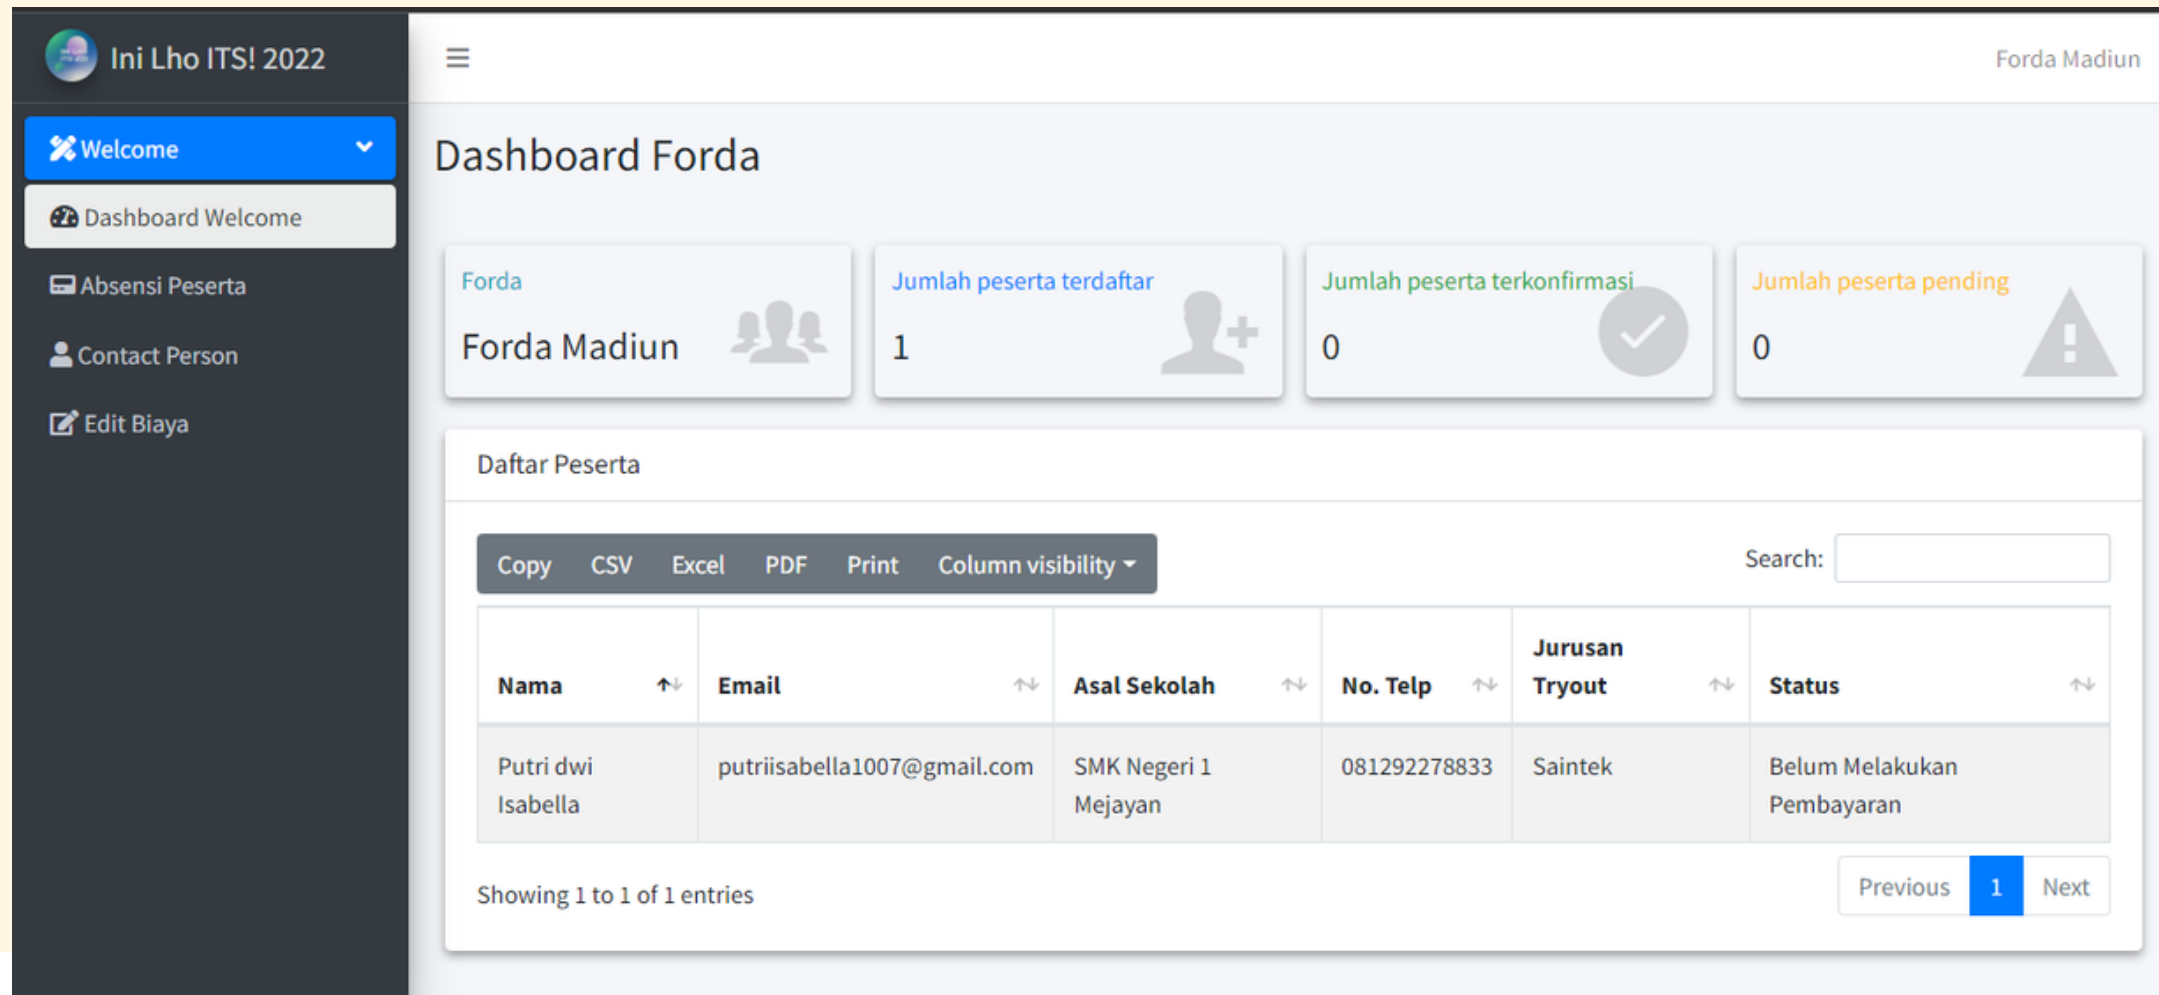 Ini Lho ITS! 2022
Forda Madiun
Welcome
Dashboard Welcome
Absensi Peserta
Contact Person
Edit Biaya
Dashboard Forda
Forda
Forda Madiun
Jumlah peserta terdaftar
1
Jumlah peserta terkonfirmasi
0
Jumlah peserta pending
0
Daftar Peserta
Copy CSV Excel PDF Print Column visibility
Search:
Nama Email Asal Sekolah No. Telp Jurusan Tryout Status
Putri dwi Isabella putriisabella1007@gmail.com SMK Negeri 1 Mejayan 081292278833 Saintek Belum Melakukan Pembayaran
Showing 1 to 1 of 1 entries
Previous 1 Next